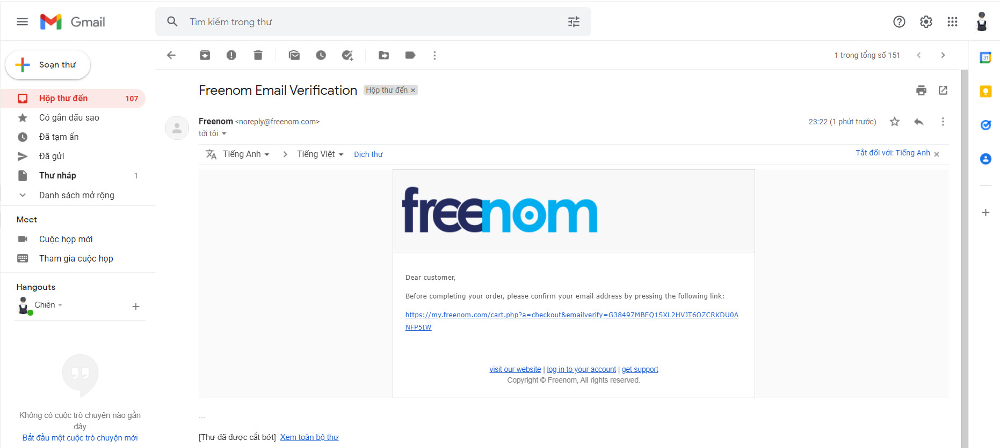 Gmail
Tìm kiếm trong thư
Soạn thư
1 trong tổng số 151
31
Hộp thư đến 107
Có gắn dấu sao
Đã tạm ẩn
Đã gửi
Thư nháp 1
Danh sách mở rộng
Meet
Cuộc họp mới
Tham gia cuộc họp
Hangouts
Chiến
Không có cuộc trò chuyện nào gần
đây
Bắt đầu một cuộc trò chuyện mới
Freenom Email Verification
Hộp thư đến ×
Freenom <noreply@freenom.com>
23:22 (1 phút trước)
tới tôi
Tiếng Anh > Tiếng Việt Dịch thư
Tắt đối với: Tiếng Anh ×
freenom
Dear customer,
Before completing your order, please confirm your email address by pressing the following link:
https://my.freenom.com/cart.php?a=checkout&emailverify=G38497MBEQ1SXL2HVJT6OZCRKDU0A
NFP5IW
visit our website | log in to your account | get support
Copyright © Freenom, All rights reserved.
...
[Thư đã được cắt bớt] Xem toàn bộ thư